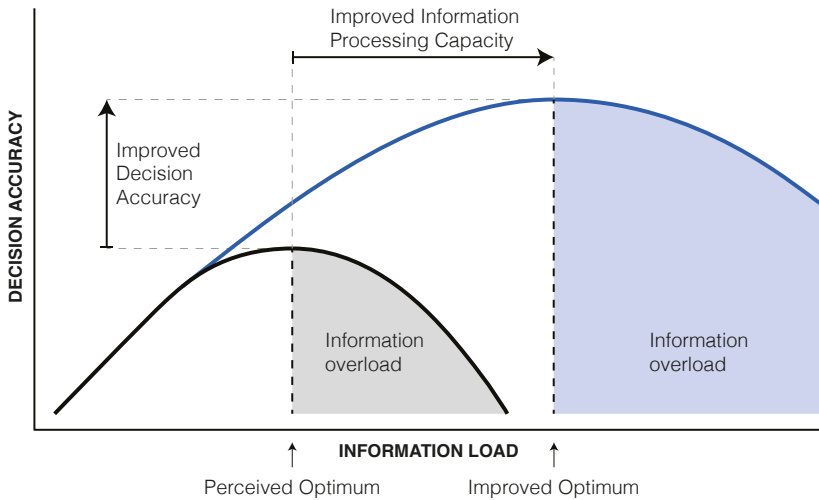 Improved Information
Processing Capacity
Improved
Decision
Accuracy
DECISION ACCURACY
Information
overload
Information
overload
INFORMATION LOAD
Perceived Optimum
Improved Optimum